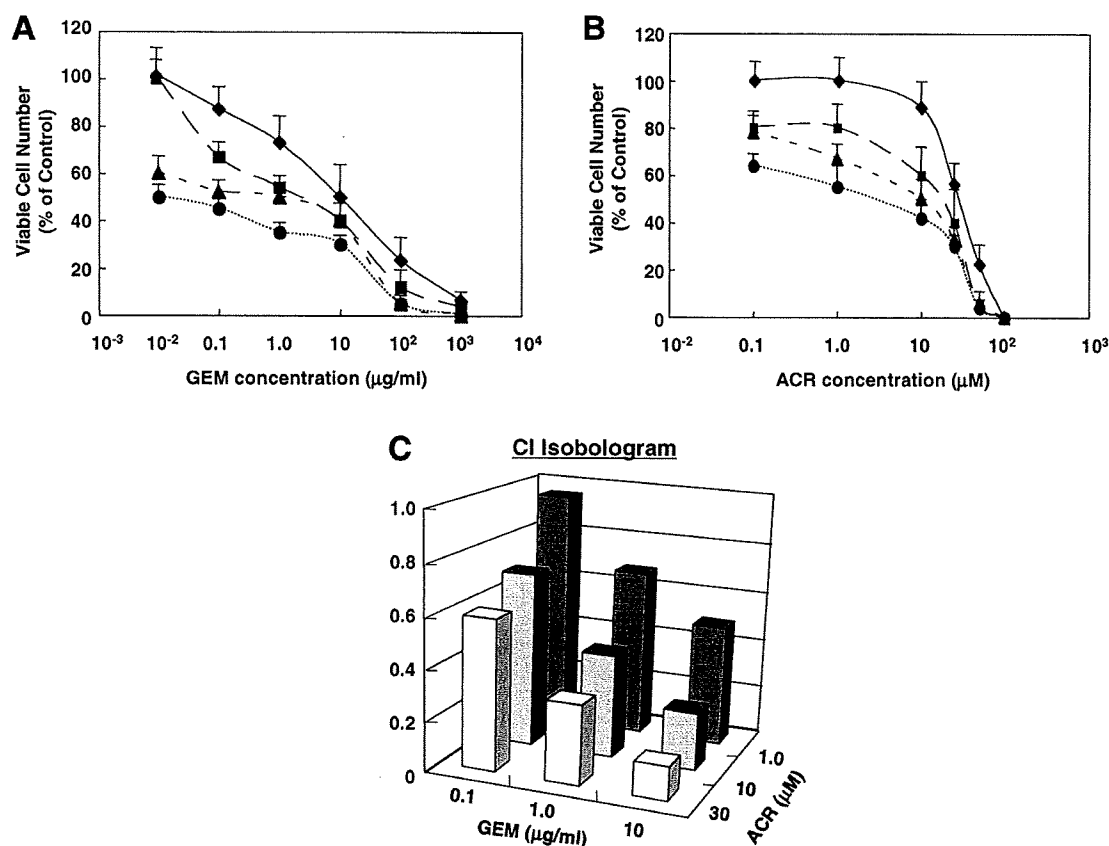 A
120
100
80
60
40
20
0
Viable Cell Number
(% of Control)
10-3 10-2 0.1 1.0 10 102 103 104
GEM concentration (μg/ml)
B
120
100
80
60
40
20
0
Viable Cell Number
(% of Control)
10-2 0.1 1.0 10 102 103
ACR concentration (μM)
C
CI Isobologram
1.0
0.8
0.6
0.4
0.2
0
0.1 1.0 10
GEM (μg/ml)
30 10 1.0
ACR (μM)